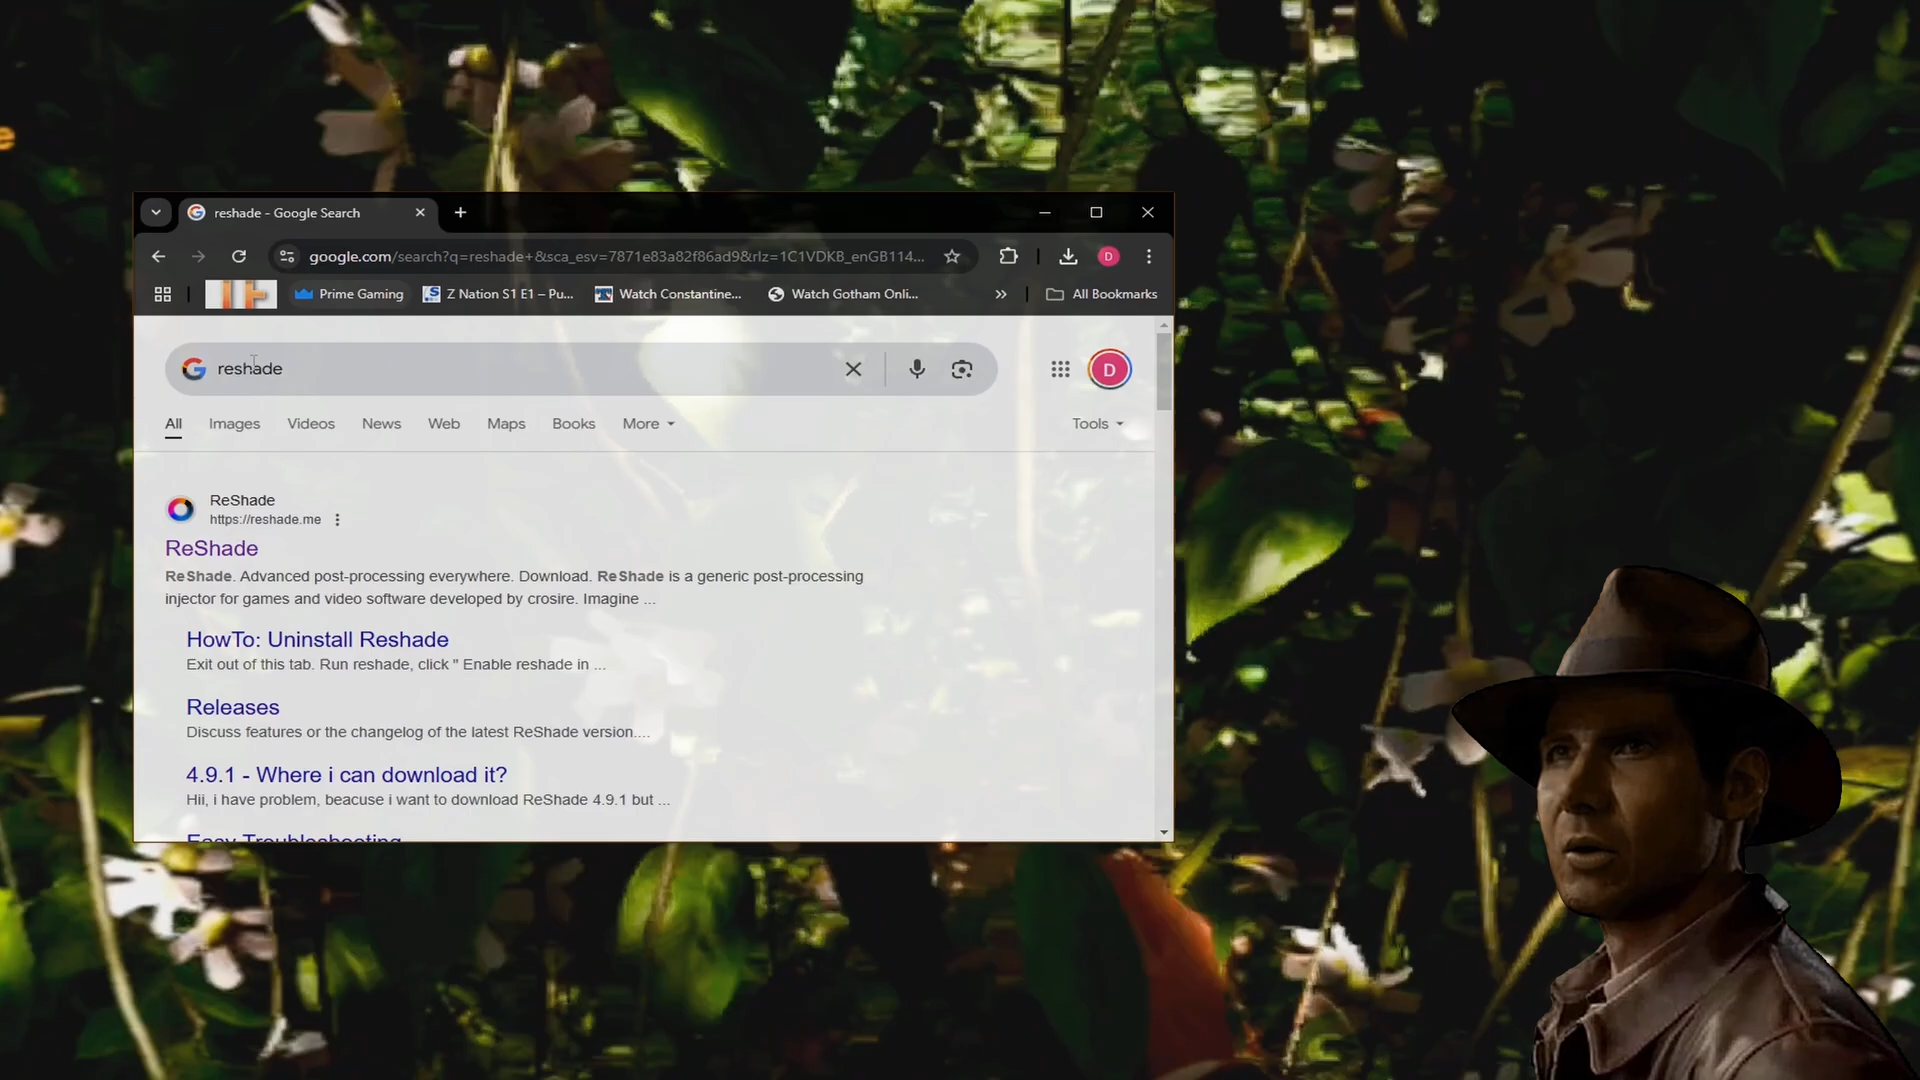 reshade - Google Search
google.com/search?q=reshade+&sca_esv=7871e83a82f86ad9&rlz=1C1VDKB_enGB114...
D
Prime Gaming
Z Nation S1 E1 – Pu...
Watch Constantine...
Watch Gotham Onli...
All Bookmarks
reshade
D
All
Images
Videos
News
Web
Maps
Books
More
Tools
ReShade
https://reshade.me
ReShade
ReShade. Advanced post-processing everywhere. Download. ReShade is a generic post-processing
injector for games and video software developed by crosire. Imagine ...
HowTo: Uninstall Reshade
Exit out of this tab. Run reshade, click " Enable reshade in ...
Releases
Discuss features or the changelog of the latest ReShade version....
4.9.1 - Where i can download it?
Hii, i have problem, beacuse i want to download ReShade 4.9.1 but ...
Easy Troubleshooting